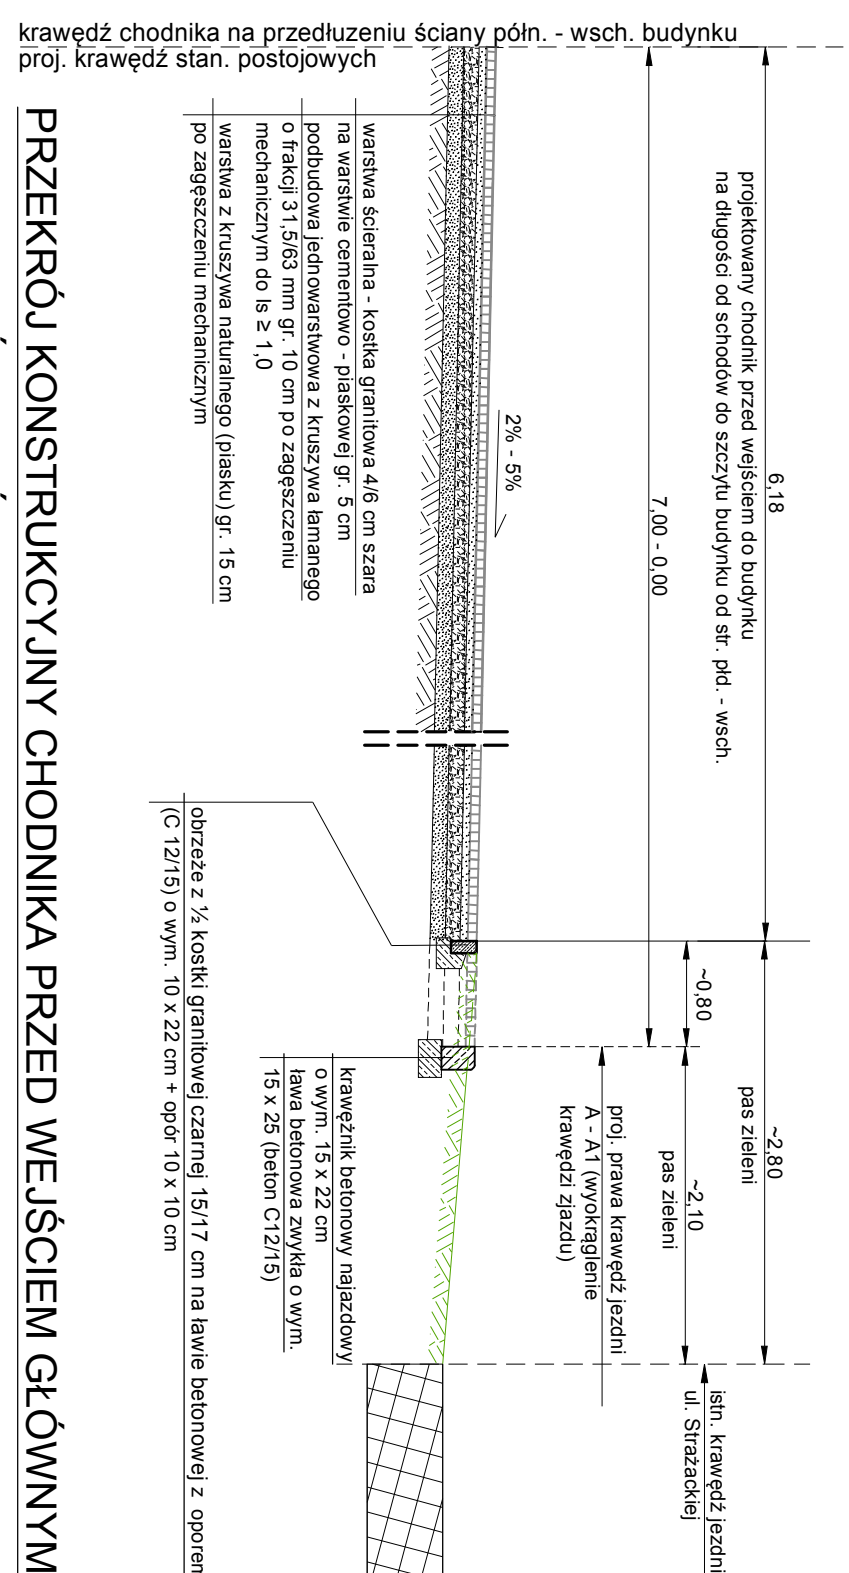 krawędź chodnika na przedłuzeniu ściany półn. - wsch. budynku
proj. krawędź stan. postojowych
6,18
projektowany chodnik przed wejściem do budynku
na długości od schodów do szczytu budynku od str. płd. - wsch.
7,00 - 0,00
2% - 5%
warstwa ścieralna - kostka granitowa 4/6 cm szara
na warstwie cementowo - piaskowej gr. 5 cm
podbudowa jednowarstwowa z kruszywa łamanego
o frakcji 31,5/63 mm gr. 10 cm po zagęszczeniu
mechanicznym do Is ≥ 1,0
warstwa z kruszywa naturalnego (piasku) gr. 15 cm
po zagęszczeniu mechanicznym
~2,80
pas zieleni
~0,80
~2,10
pas zieleni
istn. krawędź jezdni
ul. Strażackiej
proj. prawa krawędź jezdni
A - A1 (wyokrąglenie
krawędzi zjazdu)
krawężnik betonowy najazdowy
o wym. 15 x 22 cm
ława betonowa zwykła o wym.
15 x 25 (beton C12/15)
obrzeże z ½ kostki granitowej czarnej 15/17 cm na ławie betonowej z oporem
(C 12/15) o wym. 10 x 22 cm + opór 10 x 10 cm
PRZEKRÓJ KONSTRUKCYJNY CHODNIKA PRZED WEJŚCIEM GŁÓWNYM